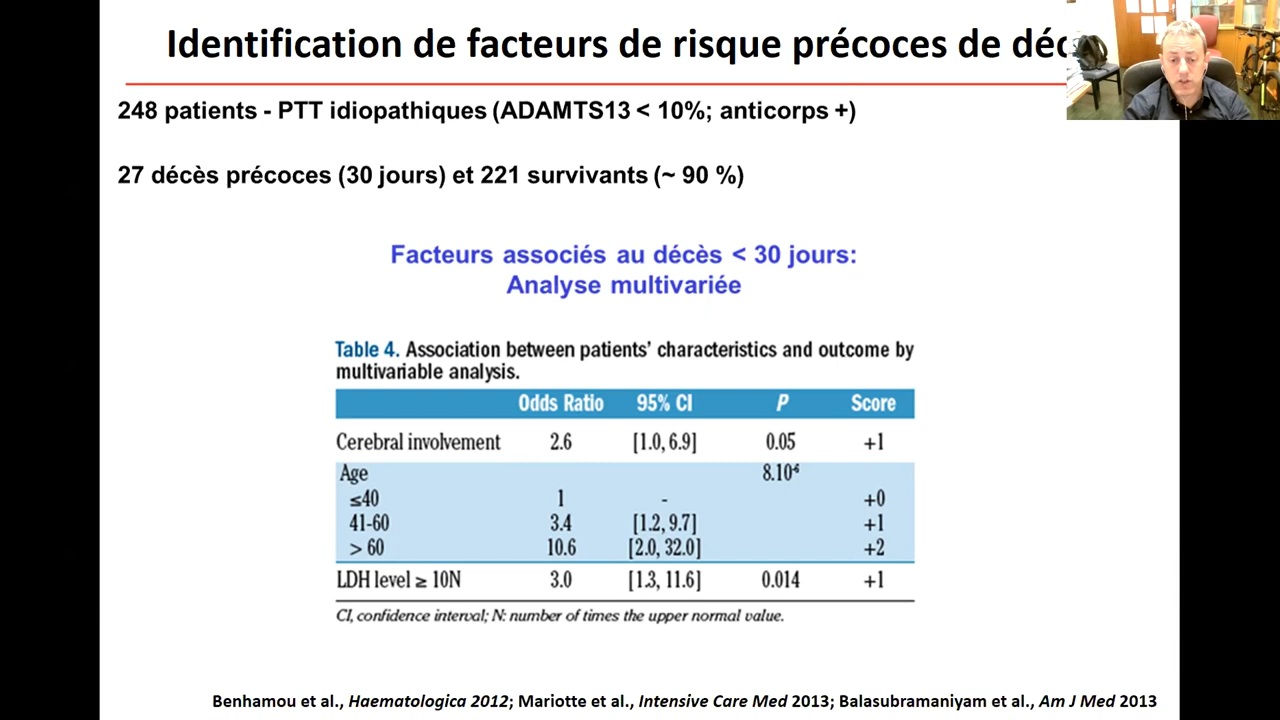 Identification de facteurs de risque précoces de
248 patients - PTT idiopathiques (ADAMTS13 < 10%; anticorps +)
27 décès précoces (30 jours) et 221 survivants (~ 90 %)
Facteurs associés au décès < 30 jours:
Analyse multivariée
Table 4. Association between patients’ characteristics and outcome by
multivariable analysis.
Odds Ratio 95% CI P Score
Cerebral involvement 2.6 [1.0, 6.9] 0.05 +1
Age 8.10-6
≤40 1 - +0
41-60 3.4 [1.2, 9.7] +1
> 60 10.6 [2.0, 32.0] +2
LDH level ≥ 10N 3.0 [1.3, 11.6] 0.014 +1
CI, confidence interval; N: number of times the upper normal value.
Benhamou et al., Haematologica 2012; Mariotte et al., Intensive Care Med 2013; Balasubramaniyam et al., Am J Med 2013